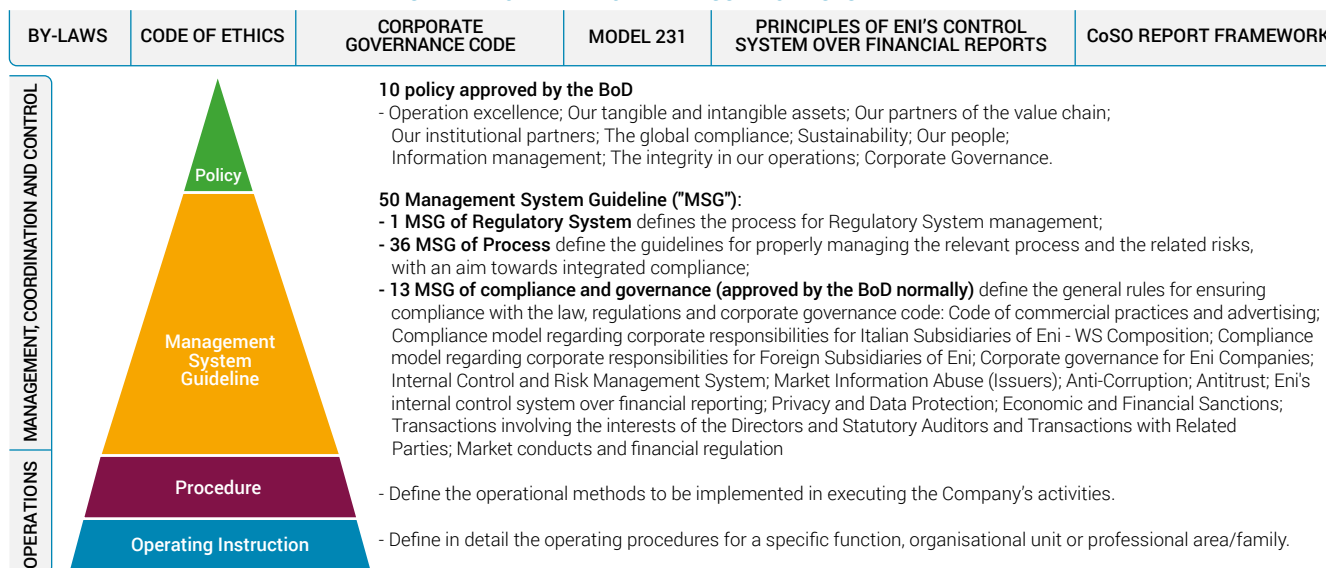 BY-LAWS
CODE OF ETHICS
CORPORATE
GOVERNANCE CODE
MODEL 231
PRINCIPLES OF ENI'S CONTROL
SYSTEM OVER FINANCIAL REPORTS
CoSO REPORT FRAMEWORK
MANAGEMENT, COORDINATION AND CONTROL
Policy
10 policy approved by the BoD
- Operation excellence; Our tangible and intangible assets; Our partners of the value chain;
Our institutional partners; The global compliance; Sustainability; Our people;
Information management; The integrity in our operations; Corporate Governance.
Management
System
Guideline
50 Management System Guideline ("MSG"):
- 1 MSG of Regulatory System defines the process for Regulatory System management;
- 36 MSG of Process define the guidelines for properly managing the relevant process and the related risks,
with an aim towards integrated compliance;
- 13 MSG of compliance and governance (approved by the BoD normally) define the general rules for ensuring
compliance with the law, regulations and corporate governance code: Code of commercial practices and advertising;
Compliance model regarding corporate responsibilities for Italian Subsidiaries of Eni - WS Composition; Compliance
model regarding corporate responsibilities for Foreign Subsidiaries of Eni; Corporate governance for Eni Companies;
Internal Control and Risk Management System; Market Information Abuse (Issuers); Anti-Corruption; Antitrust; Eni's
internal control system over financial reporting; Privacy and Data Protection; Economic and Financial Sanctions;
Transactions involving the interests of the Directors and Statutory Auditors and Transactions with Related
Parties; Market conducts and financial regulation
OPERATIONS
Procedure
- Define the operational methods to be implemented in executing the Company's activities.
Operating Instruction
- Define in detail the operating procedures for a specific function, organisational unit or professional area/family.